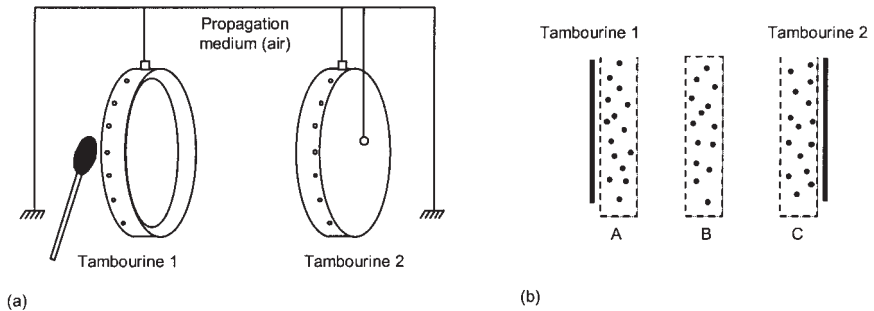 Propagation
medium (air)
Tambourine 1
Tambourine 2
(a)
Tambourine 1
Tambourine 2
A
B
C
(b)